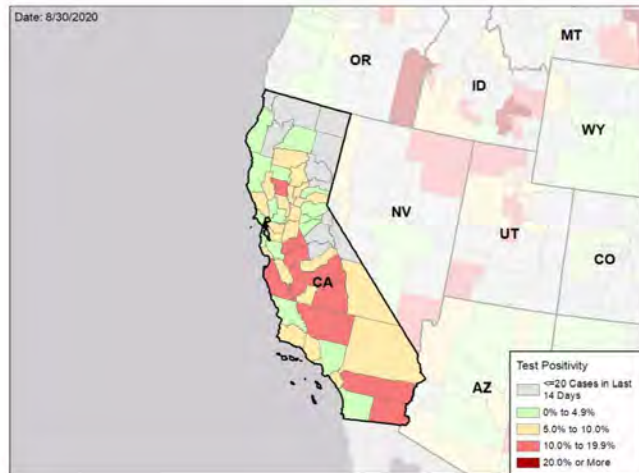 Date: 8/30/2020
MT
OR
ID
WY
NV
UT
CO
CA
AZ
Test Positivity
<=20 Cases in Last
14 Days
0% to 4.9%
5.0% to 10.0%
10.0% to 19.9%
20.0% or More